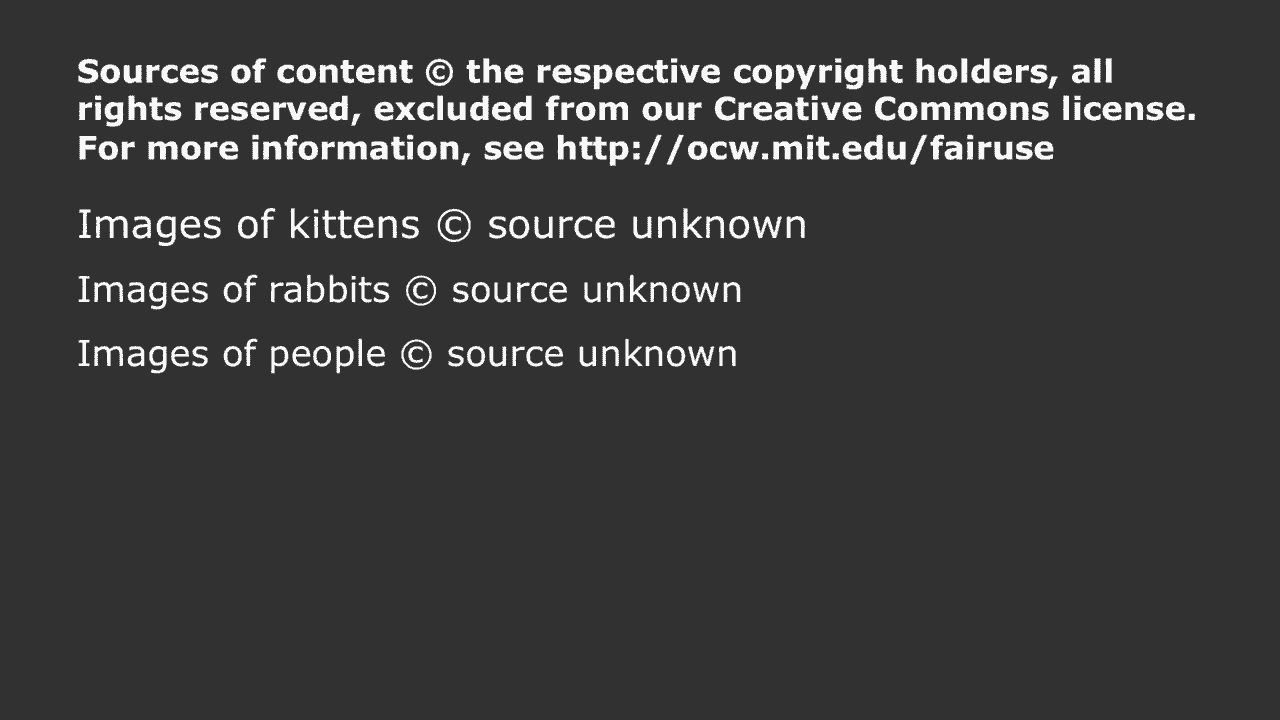 Sources of content © the respective copyright holders, all
rights reserved, excluded from our Creative Commons license.
For more information, see http://ocw.mit.edu/fairuse
Images of kittens © source unknown
Images of rabbits © source unknown
Images of people © source unknown